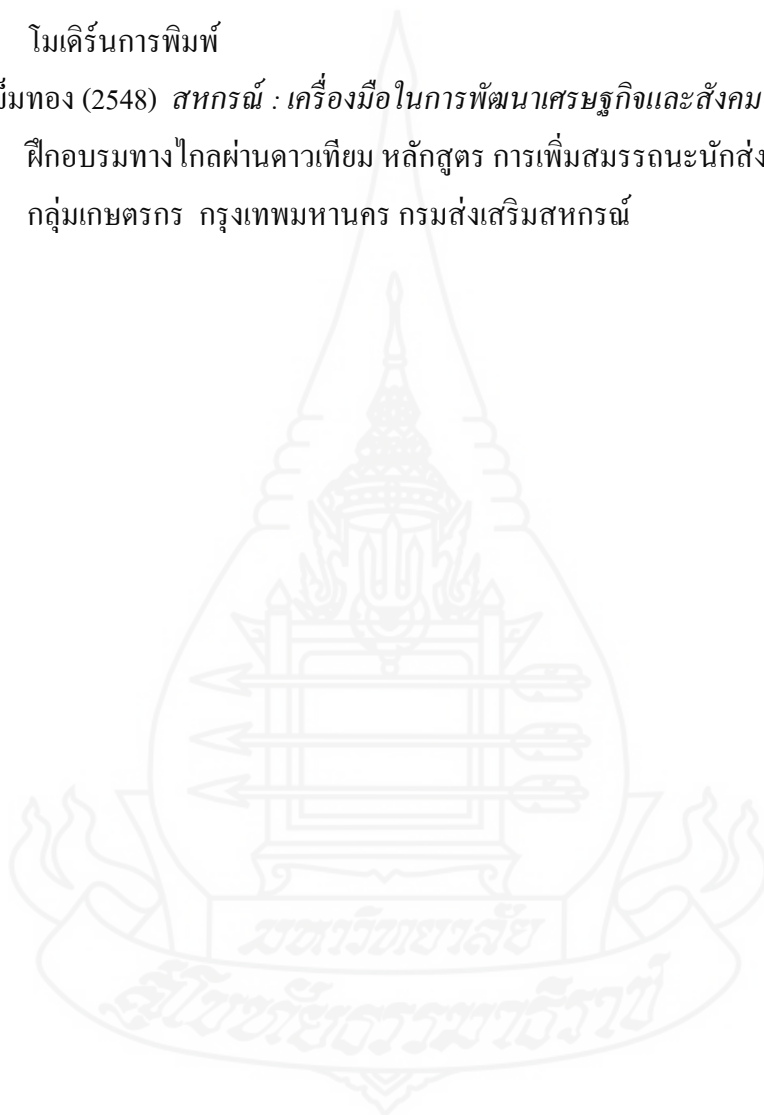 โมเดิร์นการพิมพ์
ย้มทอง (2548) สหกรณ์ : เครื่องมือในการพัฒนาเศรษฐกิจและสังคม
ฝึกอบรมทางไกลผ่านดาวเทียม หลักสูตร การเพิ่มสมรรถนะนักส่ง
กลุ่มเกษตรกร กรุงเทพมหานคร กรมส่งเสริมสหกรณ์
มหาวิทยาลัย
สุโขทัยธรรมาธิราช